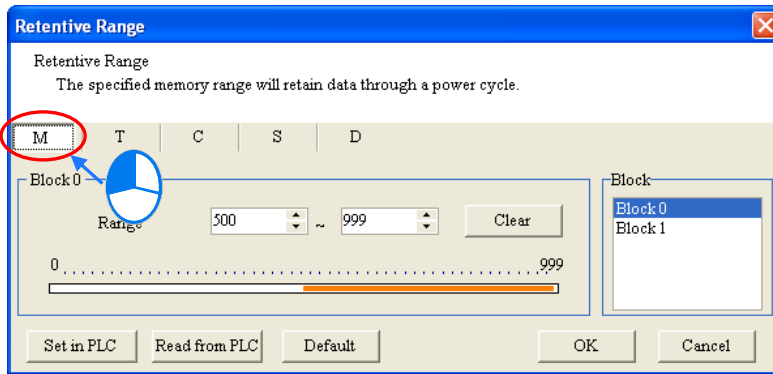 Retentive Range
Retentive Range
The specified memory range will retain data through a power cycle.
M T C S D
Block 0
Range 500 ~ 999 Clear
0 999
Block
Block 0
Block 1
Set in PLC Read from PLC Default OK Cancel